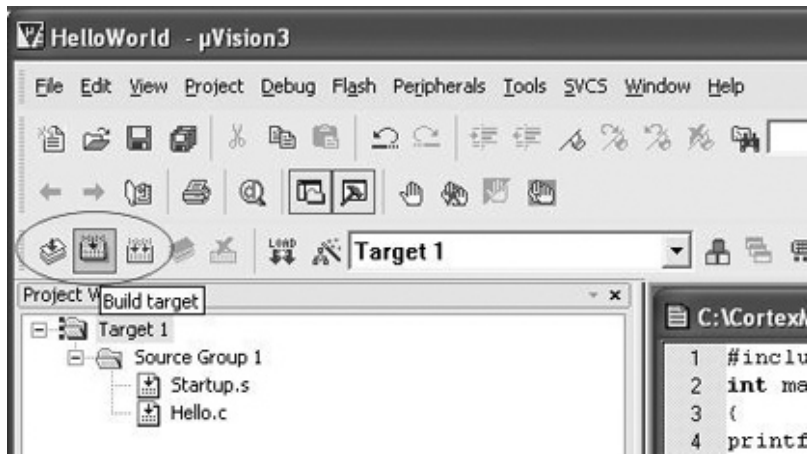 HelloWorld - µVision3
File Edit View Project Debug Flash Peripherals Tools SVCS Window Help
LOAD
Target 1
Project W
Build target
Target 1
Source Group 1
Startup.s
Hello.c
C:\CortexM
1 #inclu
2 int ma
3 {
4 printf